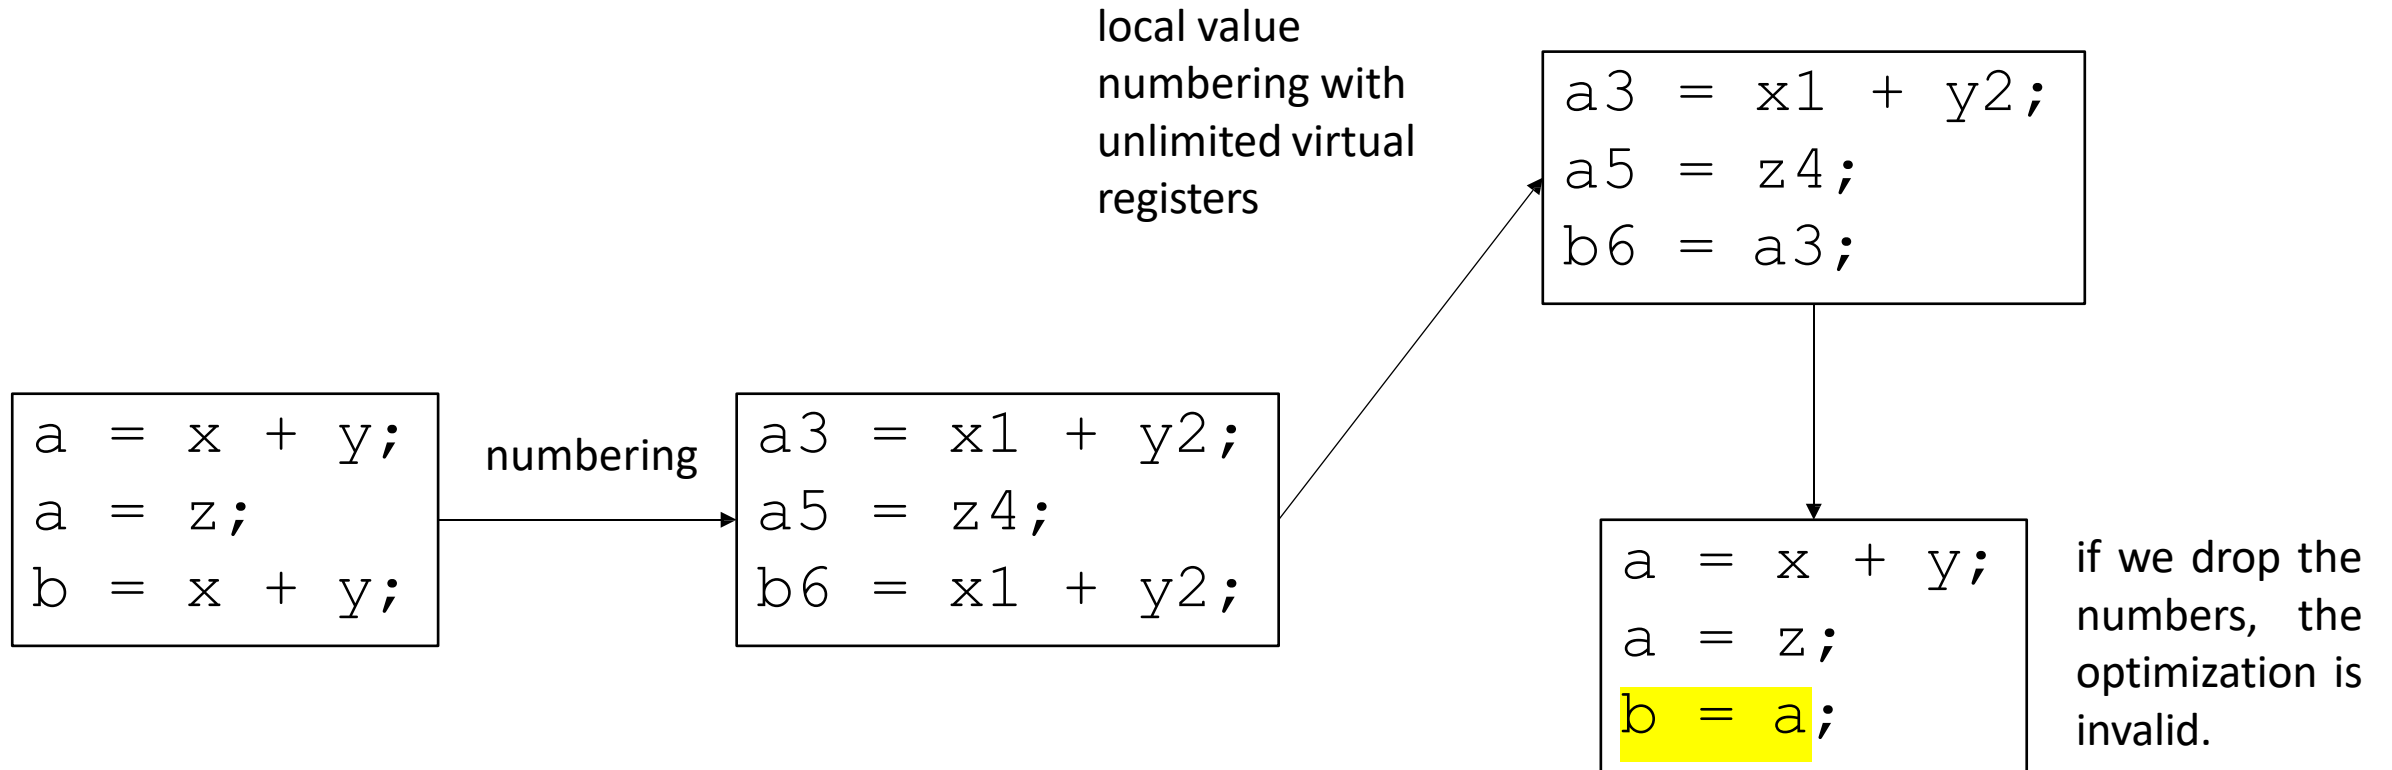 local value
numbering with
unlimited virtual
registers
a = x + y;
a = z;
b = x + y;
numbering
a3 = x1 + y2;
a5 = z4;
b6 = x1 + y2;
a3 = x1 + y2;
a5 = z4;
b6 = a3;
a = x + y;
a = z;
b = a;
if we drop the
numbers, the
optimization is
invalid.